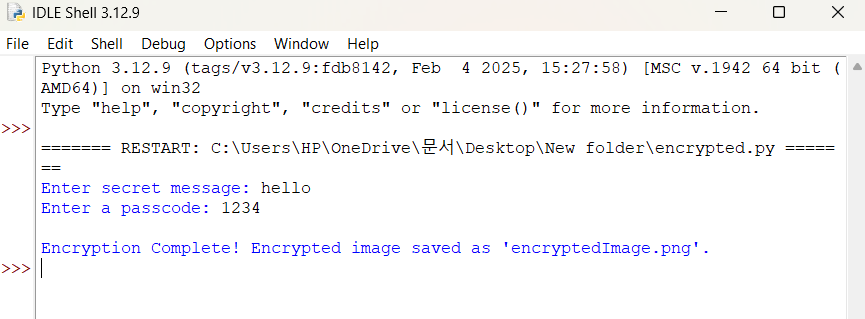 IDLE Shell 3.12.9
File Edit Shell Debug Options Window Help
Python 3.12.9 (tags/v3.12.9:fdb8142, Feb  4 2025, 15:27:58) [MSC v.1942 64 bit (
AMD64)] on win32
Type "help", "copyright", "credits" or "license()" for more information.
>>>
======= RESTART: C:\Users\HP\OneDrive\문서\Desktop\New folder\encrypted.py =====
==
Enter secret message: hello
Enter a passcode: 1234
Encryption Complete! Encrypted image saved as 'encryptedImage.png'.
>>>